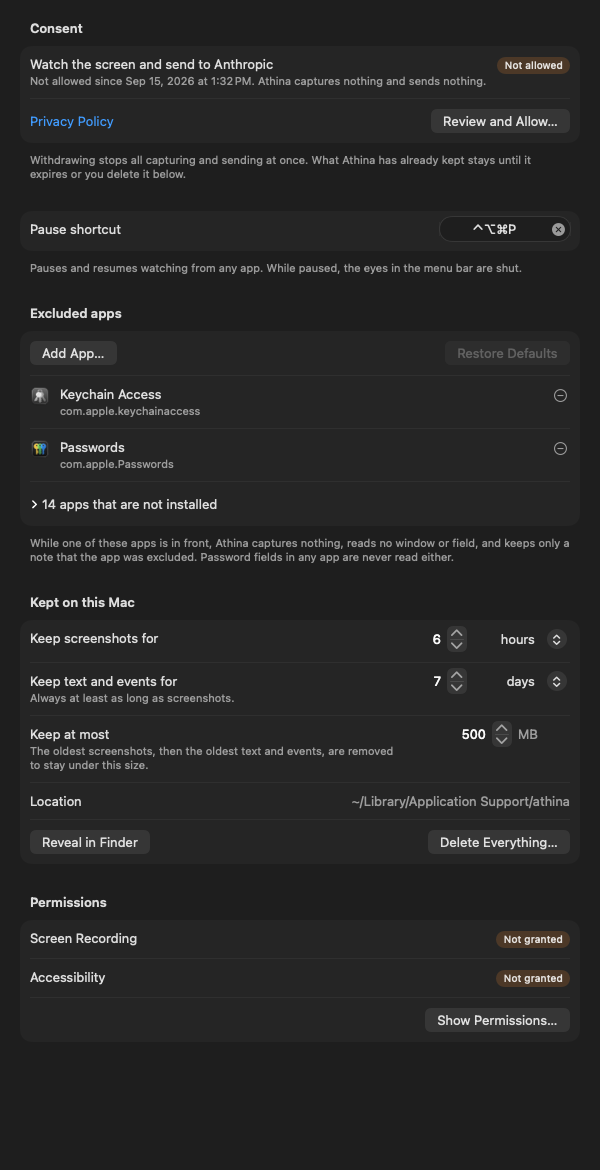 Consent
Watch the screen and send to Anthropic
Not allowed
Not allowed since Sep 15, 2026 at 1:32 PM. Athina captures nothing and sends nothing.
Privacy Policy
Review and Allow...
Withdrawing stops all capturing and sending at once. What Athina has already kept stays until it
expires or you delete it below.
Pause shortcut
^⌥⌘P
Pauses and resumes watching from any app. While paused, the eyes in the menu bar are shut.
Excluded apps
Add App...
Restore Defaults
Keychain Access
com.apple.keychainaccess
Passwords
com.apple.Passwords
14 apps that are not installed
While one of these apps is in front, Athina captures nothing, reads no window or field, and keeps only a
note that the app was excluded. Password fields in any app are never read either.
Kept on this Mac
Keep screenshots for
6
hours
Keep text and events for
7
days
Always at least as long as screenshots.
Keep at most
500
MB
The oldest screenshots, then the oldest text and events, are removed
to stay under this size.
Location
~/Library/Application Support/athina
Reveal in Finder
Delete Everything...
Permissions
Screen Recording
Not granted
Accessibility
Not granted
Show Permissions...